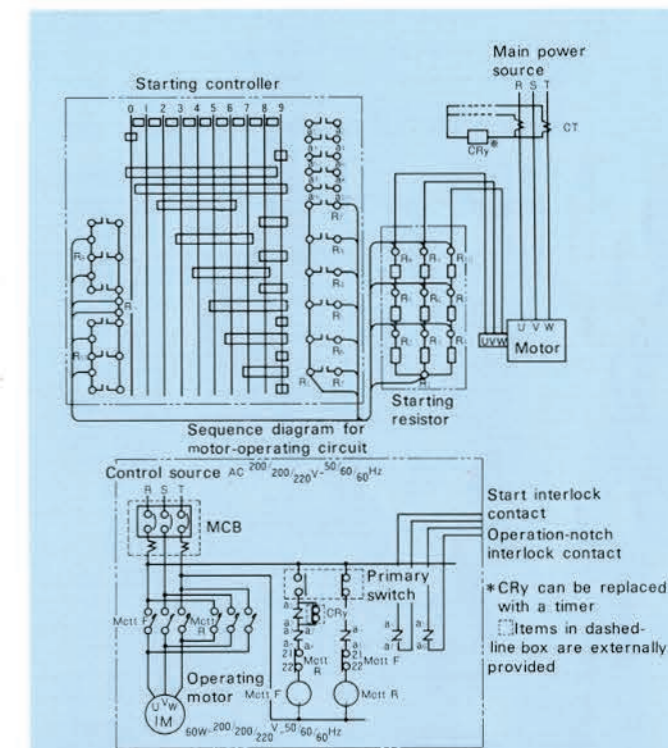 Main power
source
R S T
Starting controller
0 1 2 3 4 5 6 7 8 9
CT
CRy*
U V W
UVW
Motor
Starting
resistor
Sequence diagram for
motor-operating circuit
Control source AC 200/200/220V-50/60/60Hz
R S T
MCB
Start interlock
contact
Operation-notch
interlock contact
Primary
switch
CRy
*CRy can be replaced
with a timer
Items in dashed-
line box are externally
provided
Mctt F
Mctt
R
21
22
Mctt
R
21
22
Mctt F
Operating
motor
Mctt F
Mctt R
U V W
IM
60W-200/200/220V-50/60/60Hz